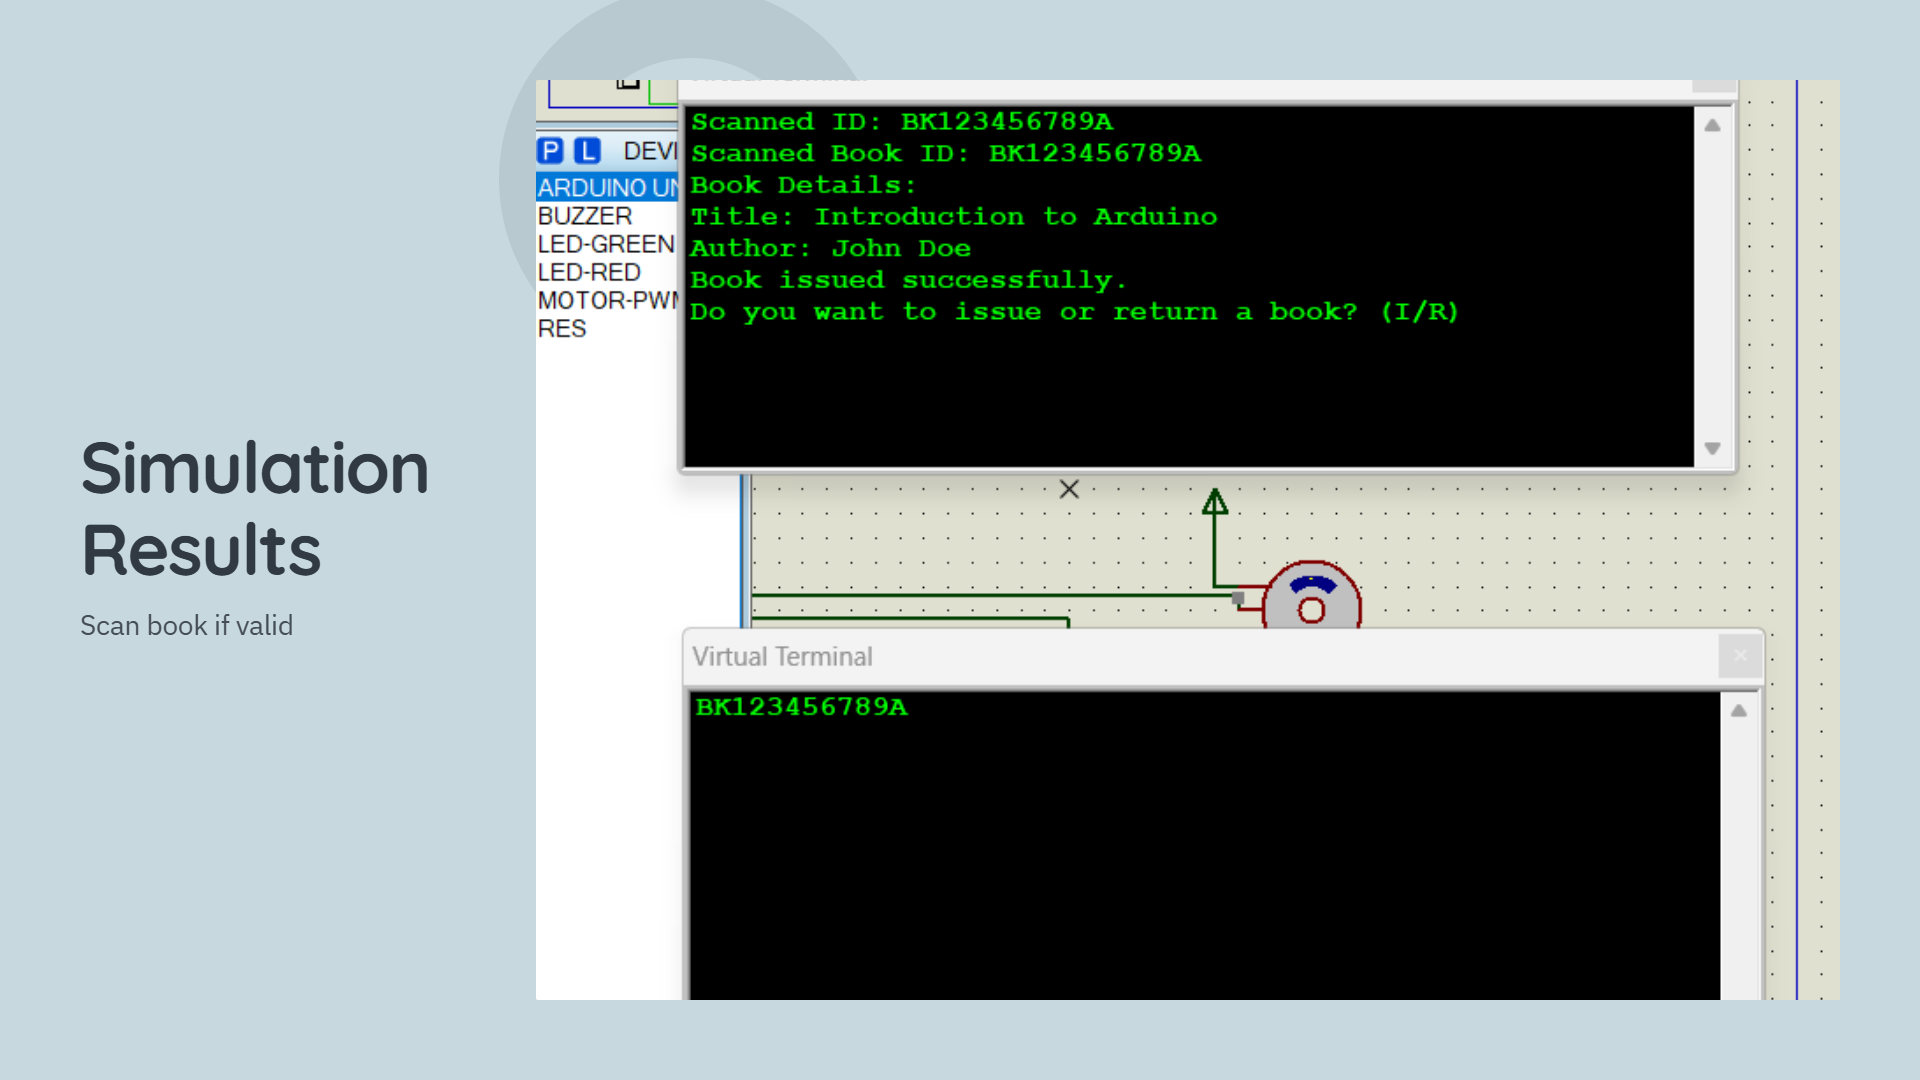 Simulation
Results
Scan book if valid
P L DEVI
ARDUINO UN
BUZZER
LED-GREEN
LED-RED
MOTOR-PWM
RES
Scanned ID: BK123456789A
Scanned Book ID: BK123456789A
Book Details:
Title: Introduction to Arduino
Author: John Doe
Book issued successfully.
Do you want to issue or return a book? (I/R)
Virtual Terminal
BK123456789A